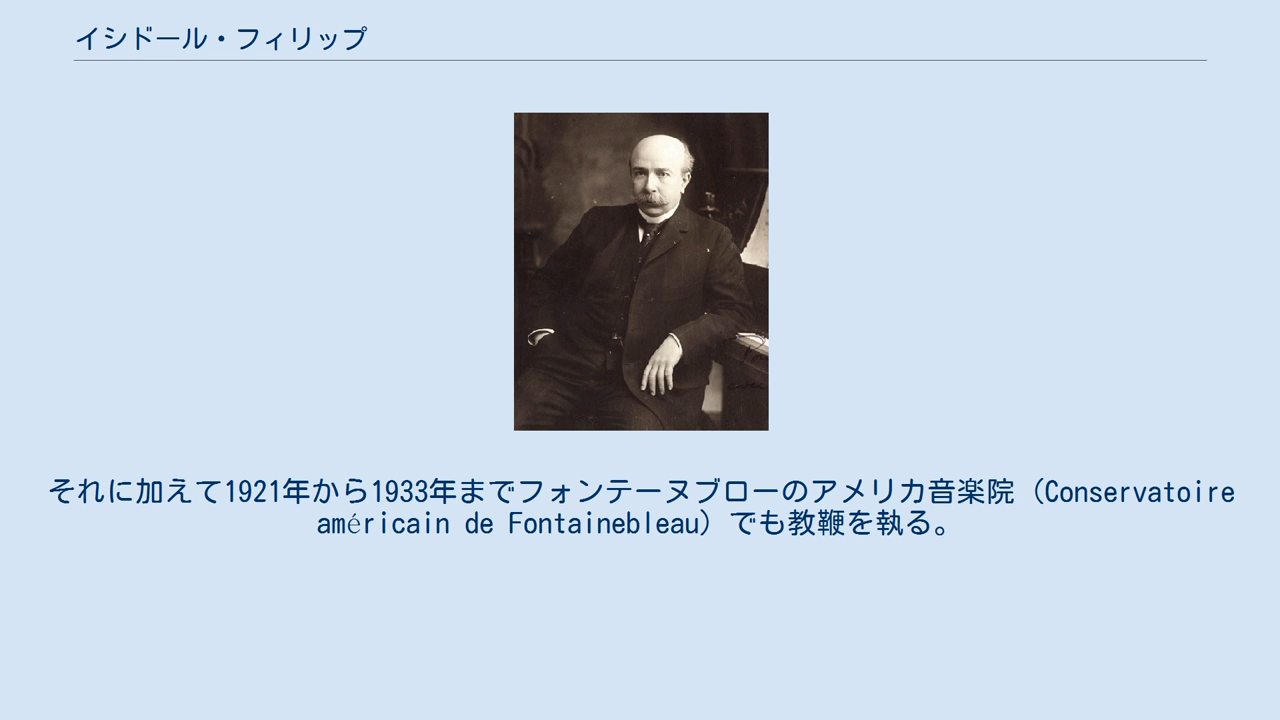 イシドール・フィリップ
それに加えて1921年から1933年までフォンテーヌブローのアメリカ音楽院（Conservatoire
américain de Fontainebleau）でも教鞭を執る。